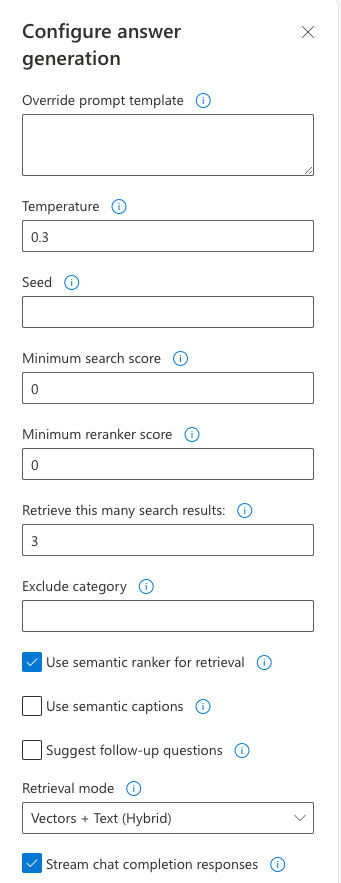 Configure answer
generation
Override prompt template
Temperature
0.3
Seed
Minimum search score
0
Minimum reranker score
0
Retrieve this many search results:
3
Exclude category
Use semantic ranker for retrieval
Use semantic captions
Suggest follow-up questions
Retrieval mode
Vectors + Text (Hybrid)
Stream chat completion responses